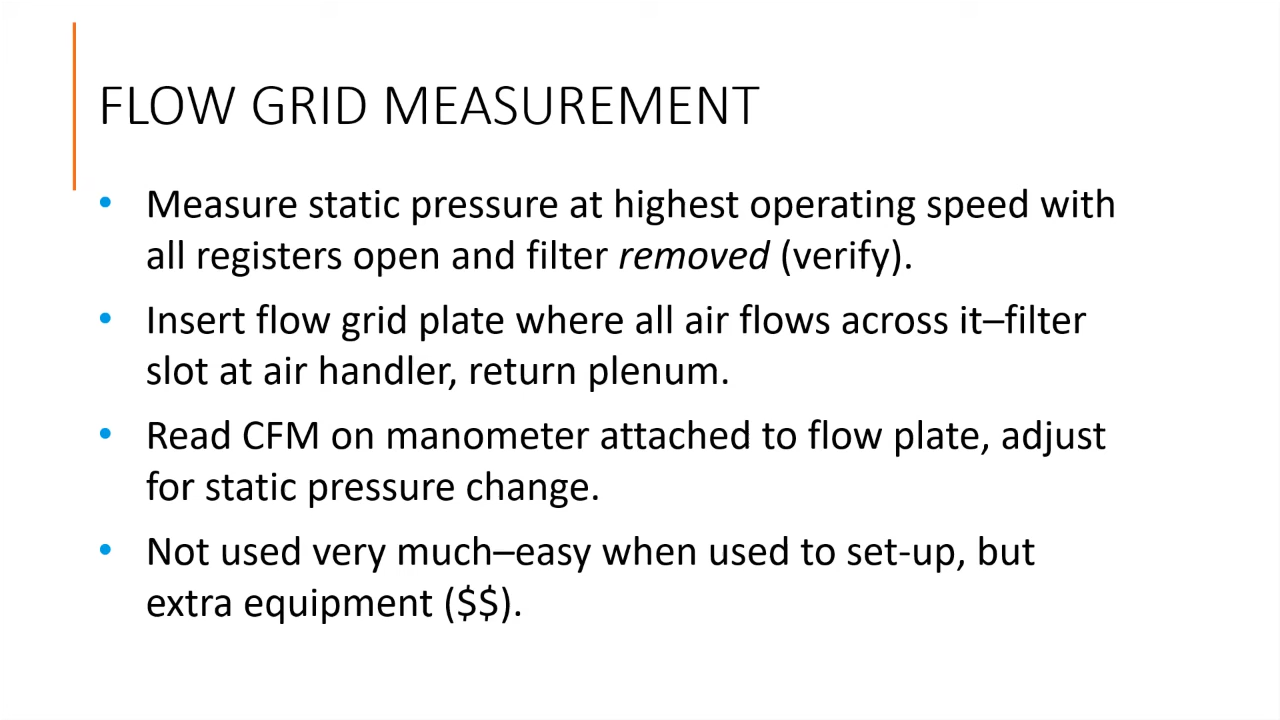 FLOW GRID MEASUREMENT
• Measure static pressure at highest operating speed with
all registers open and filter removed (verify).
• Insert flow grid plate where all air flows across it–filter
slot at air handler, return plenum.
• Read CFM on manometer attached to flow plate, adjust
for static pressure change.
• Not used very much–easy when used to set-up, but
extra equipment ($$).